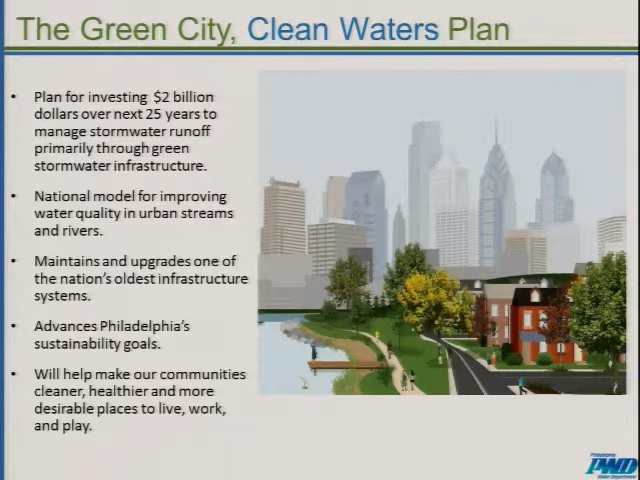 The Green City, Clean Waters Plan
• Plan for investing $2 billion
dollars over next 25 years to
manage stormwater runoff
primarily through green
stormwater infrastructure.
• National model for improving
water quality in urban streams
and rivers.
• Maintains and upgrades one of
the nation's oldest infrastructure
systems.
• Advances Philadelphia's
sustainability goals.
• Will help make our communities
cleaner, healthier and more
desirable places to live, work,
and play.
Philadelphia
PWD
Water Department